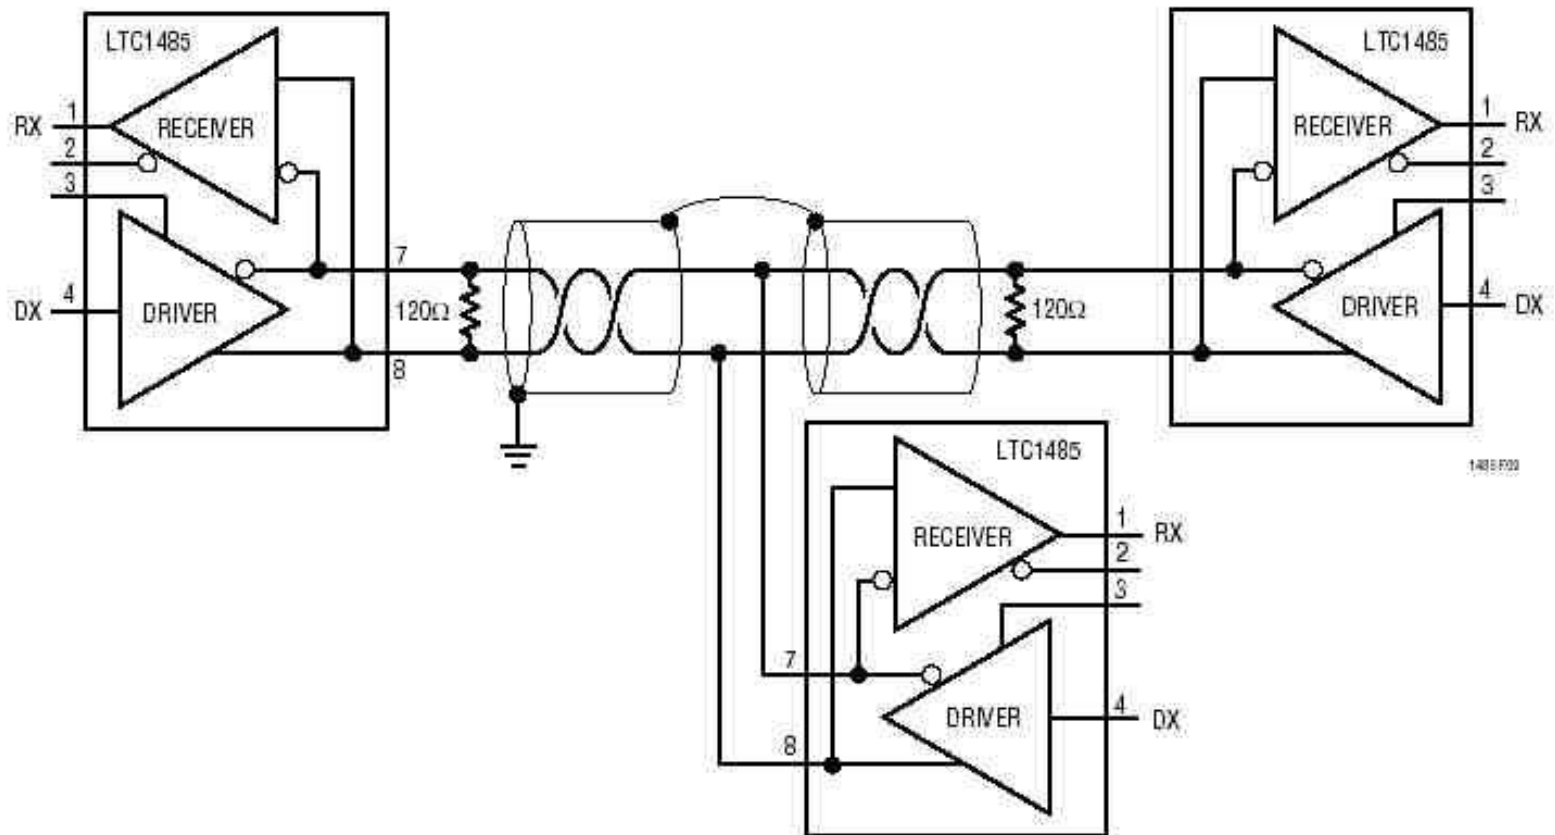 LTC1485
LTC1485
RX 1
RECEIVER
2
3
RECEIVER
1 RX
2
3
7
DX 4
DRIVER
120Ω
120Ω
DRIVER
4 DX
8
LTC1485
RECEIVER
1 RX
2
3
7
DRIVER
4 DX
8